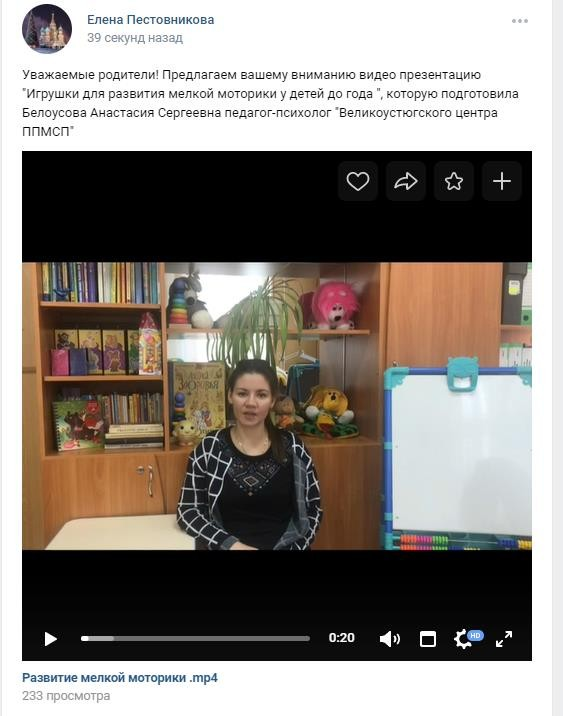 Елена Пестовникова
39 секунд назад
Уважаемые родители! Предлагаем вашему вниманию видео презентацию
"Игрушки для развития мелкой моторики у детей до года ", которую подготовила
Белоусова Анастасия Сергеевна педагог-психолог "Великоустюгского центра
ППМСП"
ЗДОРОВЬЯ
0:20
HD
Развитие мелкой моторики .mp4
233 просмотра